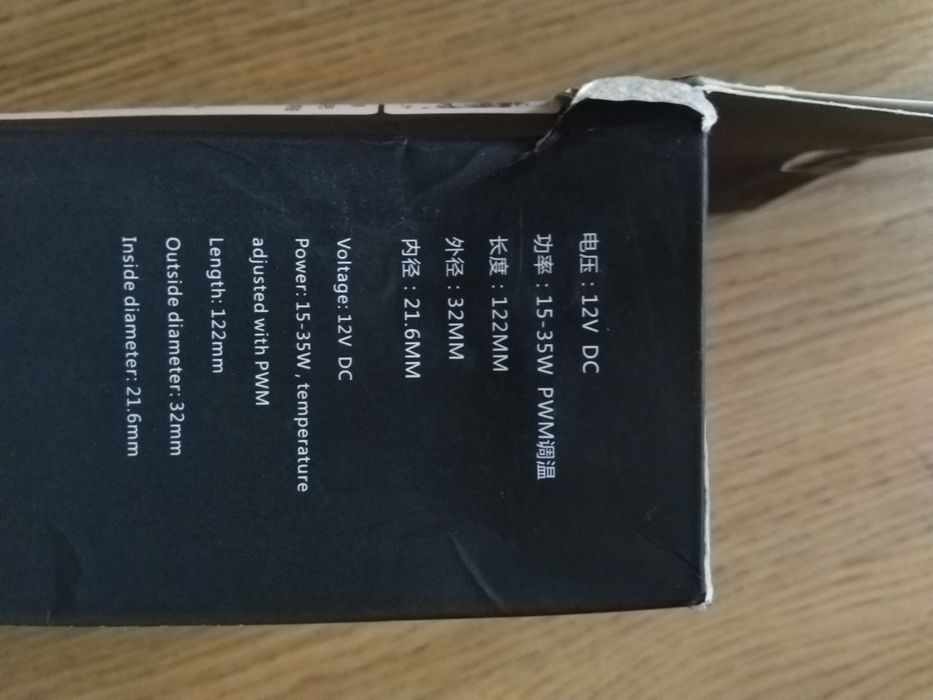 电压：12V DC
功率：15-35W PWM调温
长度：122MM
外径：32MM
内径：21.6MM
Voltage: 12V DC
Power: 15-35W , temperature
adjusted with PWM
Length: 122mm
Outside diameter: 32mm
Inside diameter: 21.6mm